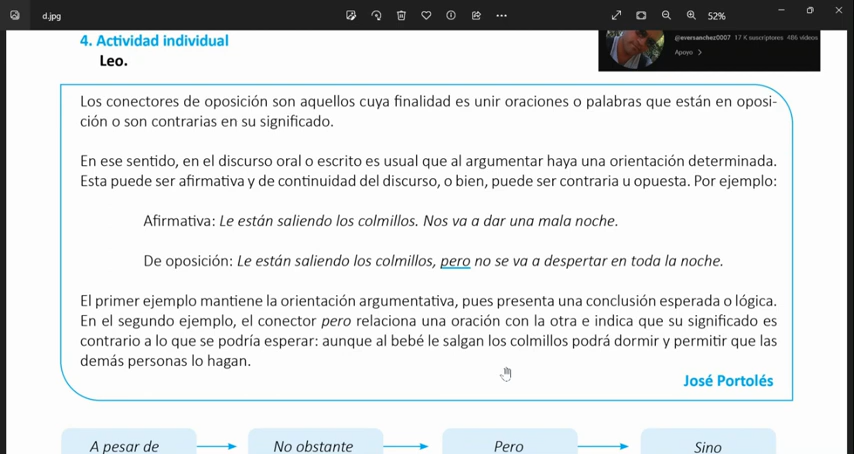 d.jpg
52%
4. Actividad individual
@eversanchez0007 17 K suscriptores 486 videos
Leo.
Apoyo
Los conectores de oposición son aquellos cuya finalidad es unir oraciones o palabras que están en oposi-
ción o son contrarias en su significado.
En ese sentido, en el discurso oral o escrito es usual que al argumentar haya una orientación determinada.
Esta puede ser afirmativa y de continuidad del discurso, o bien, puede ser contraria u opuesta. Por ejemplo:
Afirmativa: Le están saliendo los colmillos. Nos va a dar una mala noche.
De oposición: Le están saliendo los colmillos, pero no se va a despertar en toda la noche.
El primer ejemplo mantiene la orientación argumentativa, pues presenta una conclusión esperada o lógica.
En el segundo ejemplo, el conector pero relaciona una oración con la otra e indica que su significado es
contrario a lo que se podría esperar: aunque al bebé le salgan los colmillos podrá dormir y permitir que las
demás personas lo hagan.
José Portolés
A pesar de No obstante Pero Sino